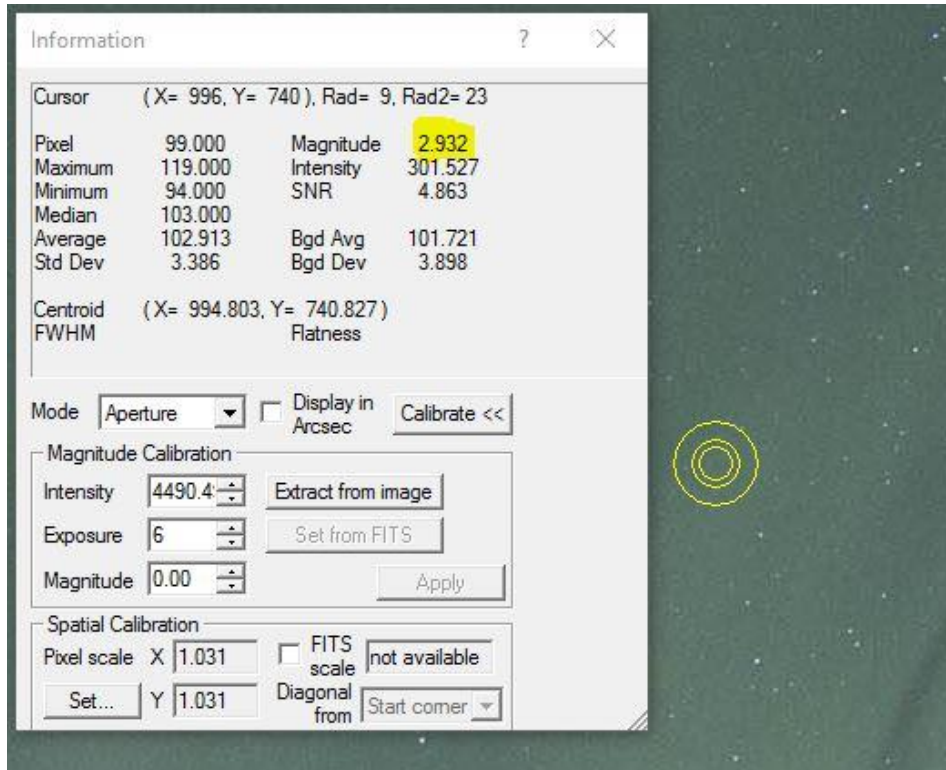 Information ?
Cursor (X= 996, Y= 740), Rad= 9, Rad2= 23
Pixel 99.000 Magnitude 2.932
Maximum 119.000 Intensity 301.527
Minimum 94.000 SNR 4.863
Median 103.000
Average 102.913 Bgd Avg 101.721
Std Dev 3.386 Bgd Dev 3.898
Centroid (X= 994.803, Y= 740.827)
FWHM Flatness
Mode Aperture Display in Arcsec Calibrate <<
Magnitude Calibration
Intensity 4490.4 Extract from image
Exposure 6 Set from FITS
Magnitude 0.00 Apply
Spatial Calibration
Pixel scale X 1.031 FITS scale not available
Set... Y 1.031 Diagonal from Start corner